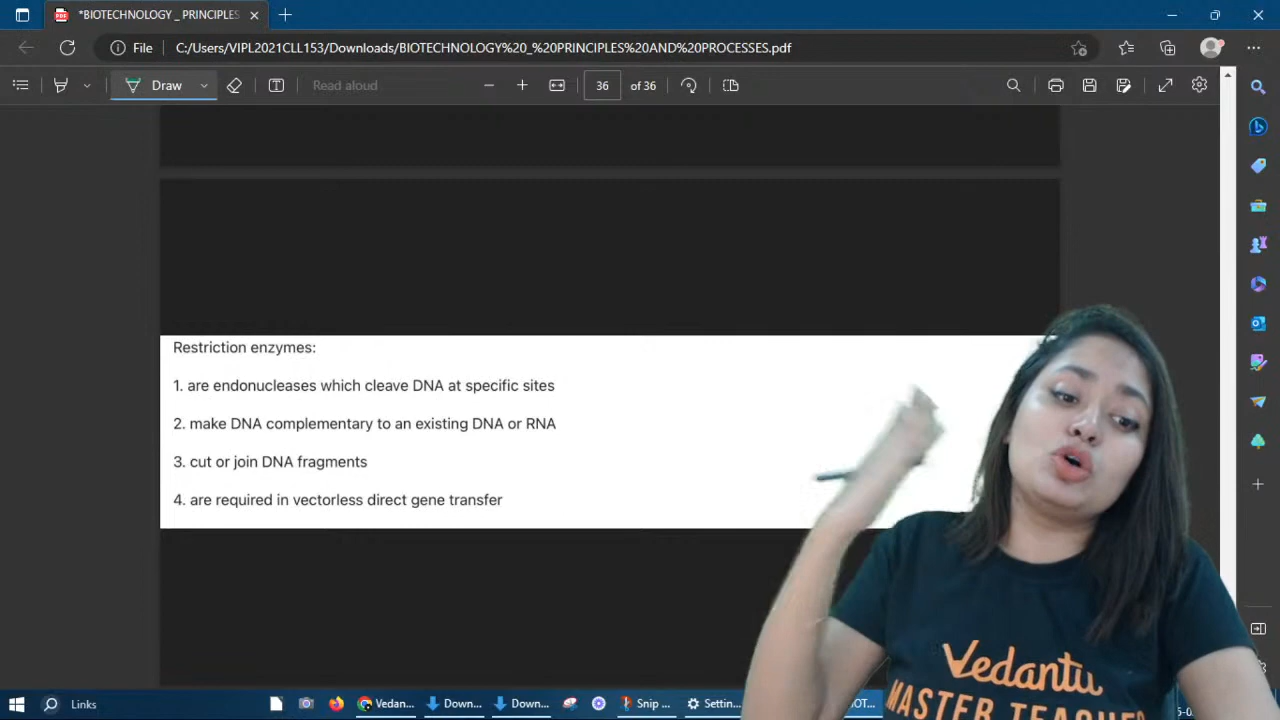 *BIOTECHNOLOGY _ PRINCIPLES
File
C:/Users/VIPL2021CLL153/Downloads/BIOTECHNOLOGY%20_%20PRINCIPLES%20AND%20PROCESSES.pdf
Draw
Read aloud
36
of 36
Restriction enzymes:
1. are endonucleases which cleave DNA at specific sites
2. make DNA complementary to an existing DNA or RNA
3. cut or join DNA fragments
4. are required in vectorless direct gene transfer
Vedantu
MASTER TEACHER
Links
Vedan...
Down...
Down...
Snip ...
Settin...